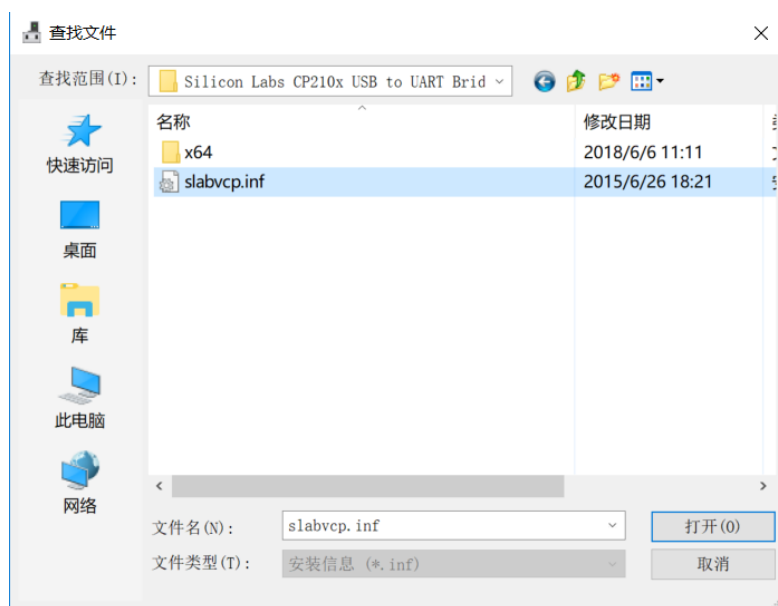 查找文件
查找范围(I):
Silicon Labs CP210x USB to UART Brid
名称
修改日期
x64
2018/6/6 11:11
slabvcp.inf
2015/6/26 18:21
快速访问
桌面
库
此电脑
网络
文件名(N):
slabvcp.inf
打开(O)
文件类型(T):
安装信息 (*.inf)
取消